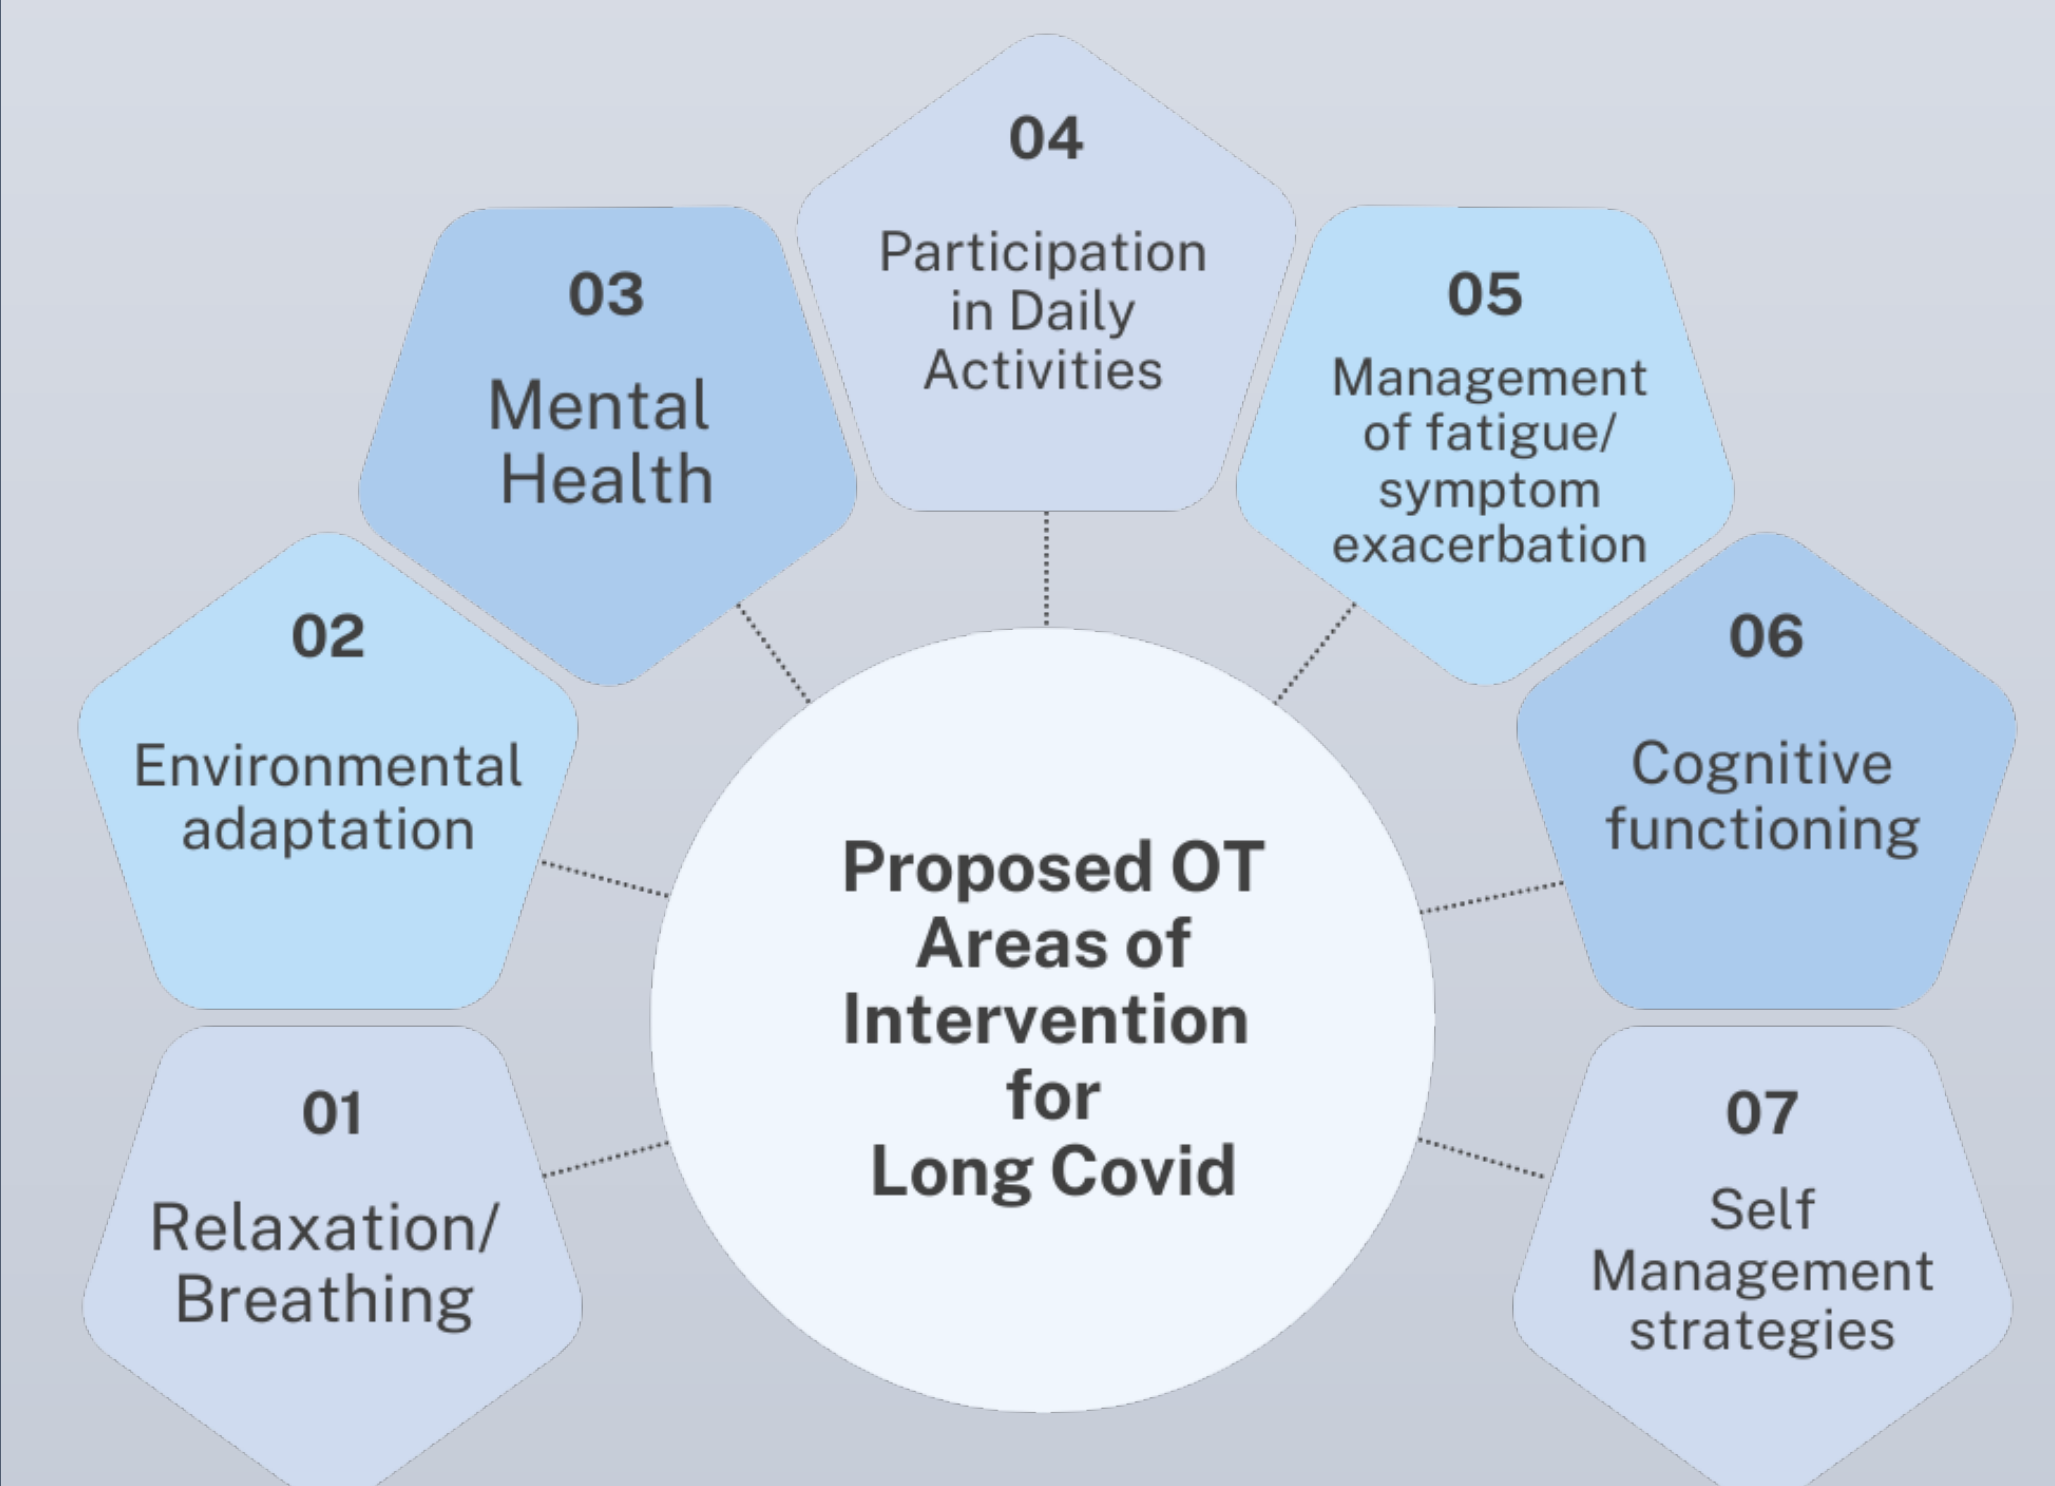 04
Participation
in Daily
Activities
03
Mental
Health
05
Management
of fatigue/
symptom
exacerbation
02
Environmental
adaptation
06
Cognitive
functioning
Proposed OT
Areas of
Intervention
for
Long Covid
01
Relaxation/
Breathing
07
Self
Management
strategies